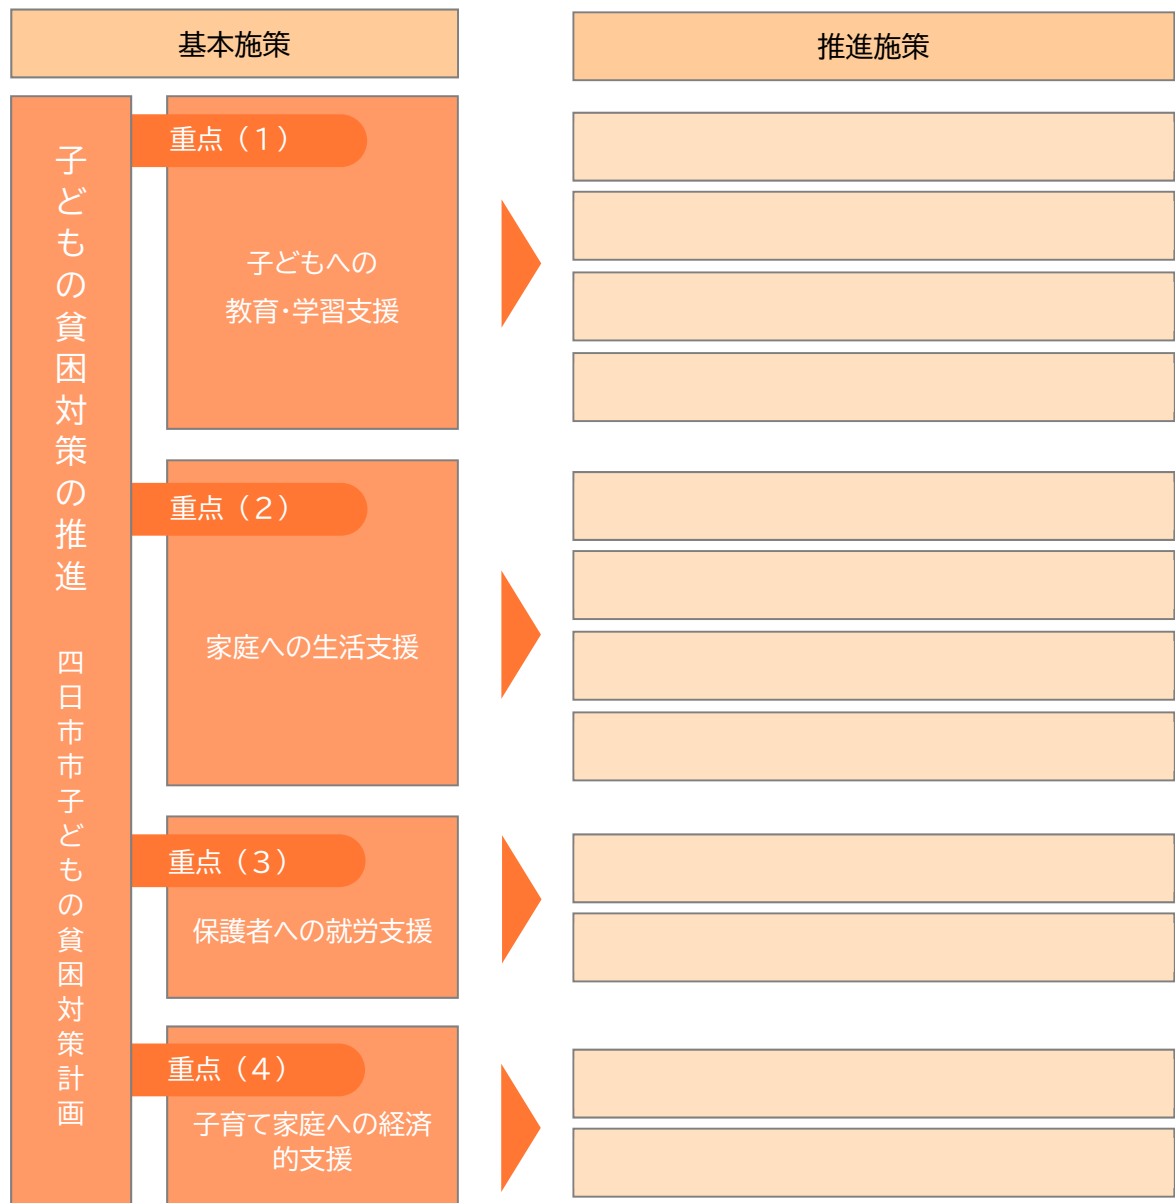 基本施策
推進施策
子どもの貧困対策の推進　四日市市子どもの貧困対策計画
重点（１）
子どもへの
教育・学習支援
重点（２）
家庭への生活支援
重点（３）
保護者への就労支援
重点（４）
子育て家庭への経済
的支援